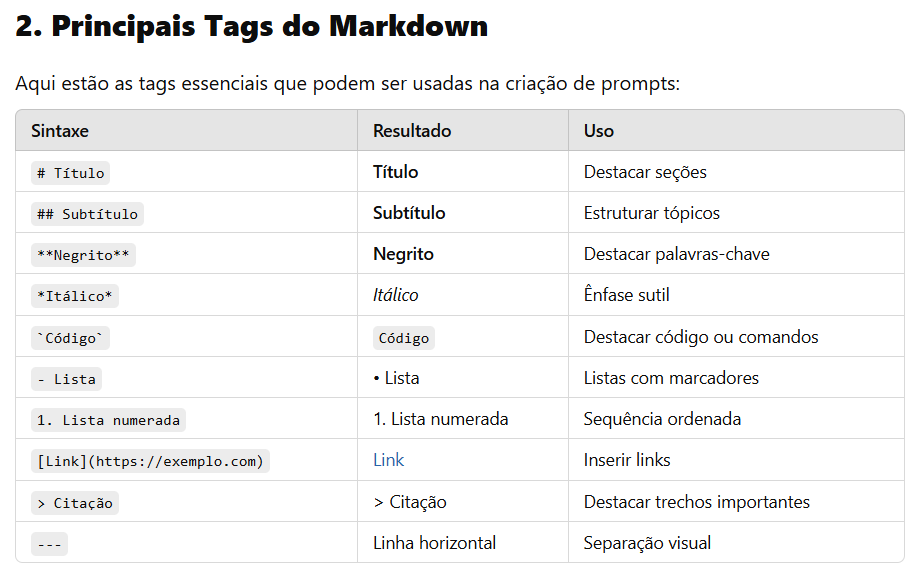 2. Principais Tags do Markdown
Aqui estão as tags essenciais que podem ser usadas na criação de prompts:
Sintaxe Resultado Uso
# Título Título Destacar seções
## Subtítulo Subtítulo Estruturar tópicos
**Negrito** Negrito Destacar palavras-chave
*Itálico* Itálico Ênfase sutil
`Código` Código Destacar código ou comandos
- Lista • Lista Listas com marcadores
1. Lista numerada 1. Lista numerada Sequência ordenada
[Link](https://exemplo.com) Link Inserir links
> Citação > Citação Destacar trechos importantes
--- Linha horizontal Separação visual